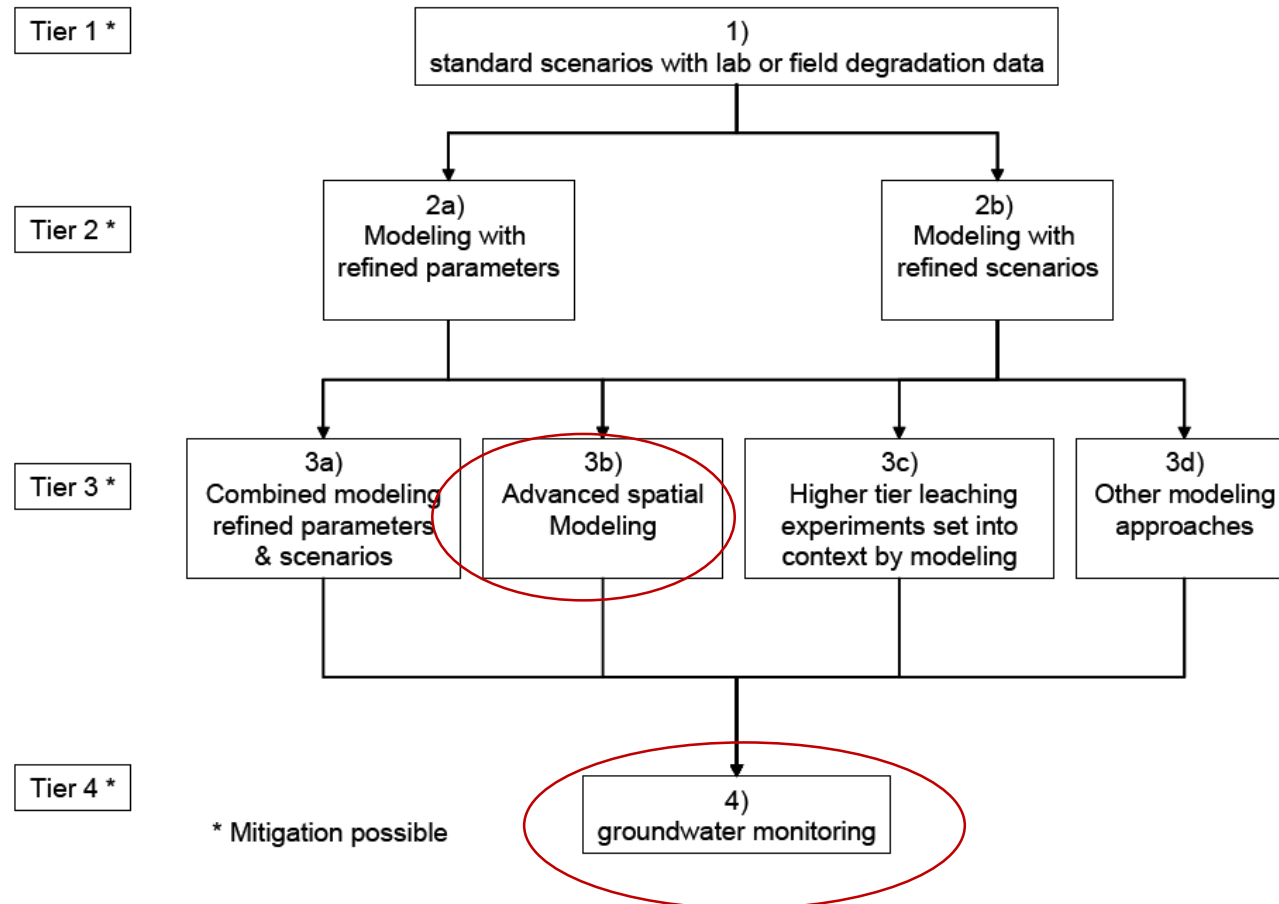 Tier 1 *
1)
standard scenarios with lab or field degradation data
Tier 2 *
2a)
Modeling with
refined parameters
2b)
Modeling with
refined scenarios
Tier 3 *
3a)
Combined modeling
refined parameters
& scenarios
3b)
Advanced spatial
Modeling
3c)
Higher tier leaching
experiments set into
context by modeling
3d)
Other modeling
approaches
Tier 4 *
* Mitigation possible
4)
groundwater monitoring